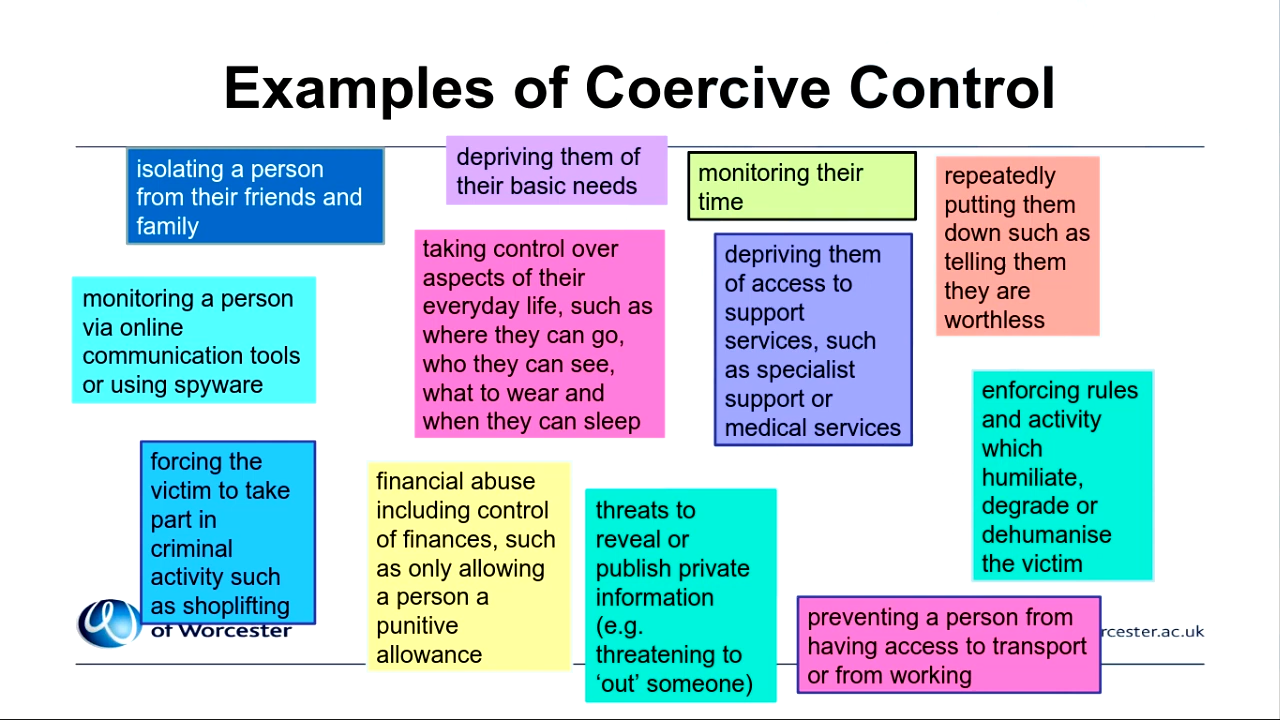 Examples of Coercive Control
isolating a person
from their friends and
family
depriving them of
their basic needs
monitoring their
time
repeatedly
putting them
down such as
telling them
they are
worthless
monitoring a person
via online
communication tools
or using spyware
taking control over
aspects of their
everyday life, such as
where they can go,
who they can see,
what to wear and
when they can sleep
depriving them
of access to
support
services, such
as specialist
support or
medical services
enforcing rules
and activity
which
humiliate,
degrade or
dehumanise
the victim
forcing the
victim to take
part in
criminal
activity such
as shoplifting
financial abuse
including control
of finances, such
as only allowing
a person a
punitive
allowance
threats to
reveal or
publish private
information
(e.g.
threatening to
‘out’ someone)
preventing a person from
having access to transport
or from working
of Worcester
rcester.ac.uk